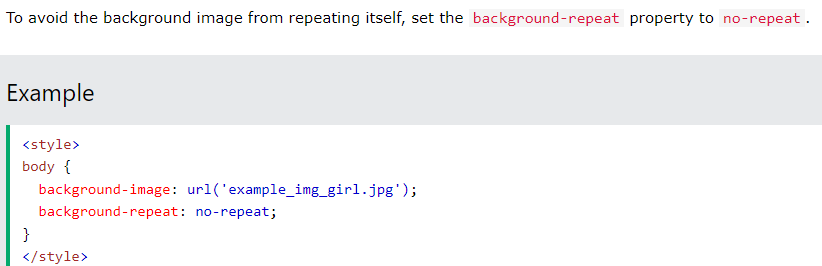 To avoid the background image from repeating itself, set the background-repeat property to no-repeat.
Example
<style>
body {
  background-image: url('example_img_girl.jpg');
  background-repeat: no-repeat;
}
</style>